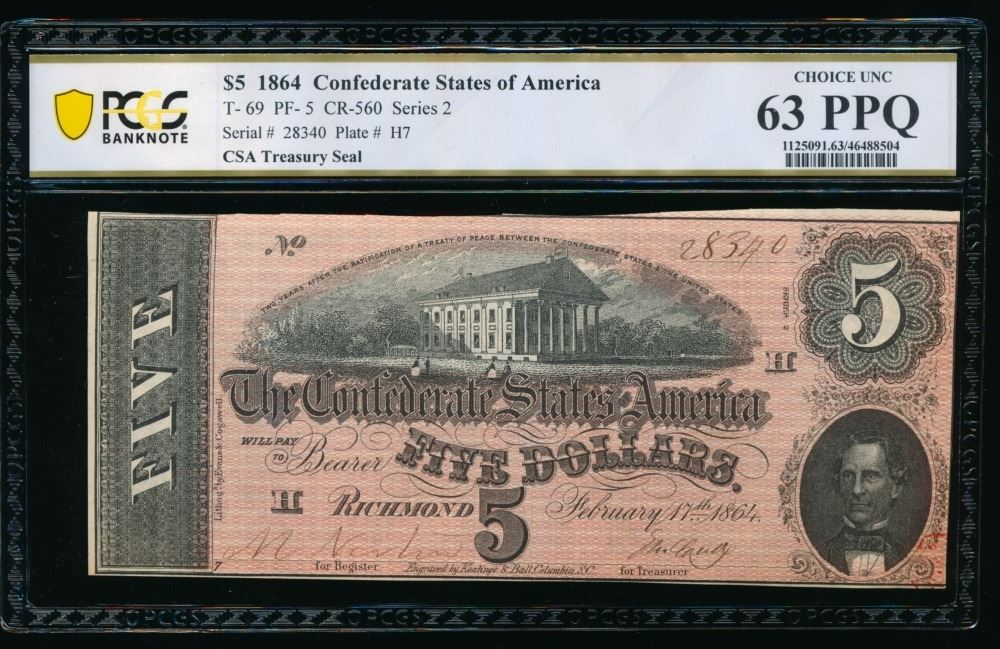 PCGS
BANKNOTE
$5 1864 Confederate States of America
T- 69 PF- 5 CR-560 Series 2
Serial # 28340 Plate # H7
CSA Treasury Seal
CHOICE UNC
63 PPQ
1125091.63/46488504
FIVE
No
28340
TWO YEARS AFTER THE RATIFICATION OF A TREATY OF PEACE BETWEEN THE CONFEDERATE STATES & THE UNITED STATES
SERIES 2
5
H
The Confederate States of America
WILL PAY
TO Bearer FIVE DOLLARS.
H RICHMOND 5 February 17th 1864.
Lithog'd by Evans & Cogswell
7
for Register
Engraved by Keatinge & Ball, Columbia, S.C.
for Treasurer